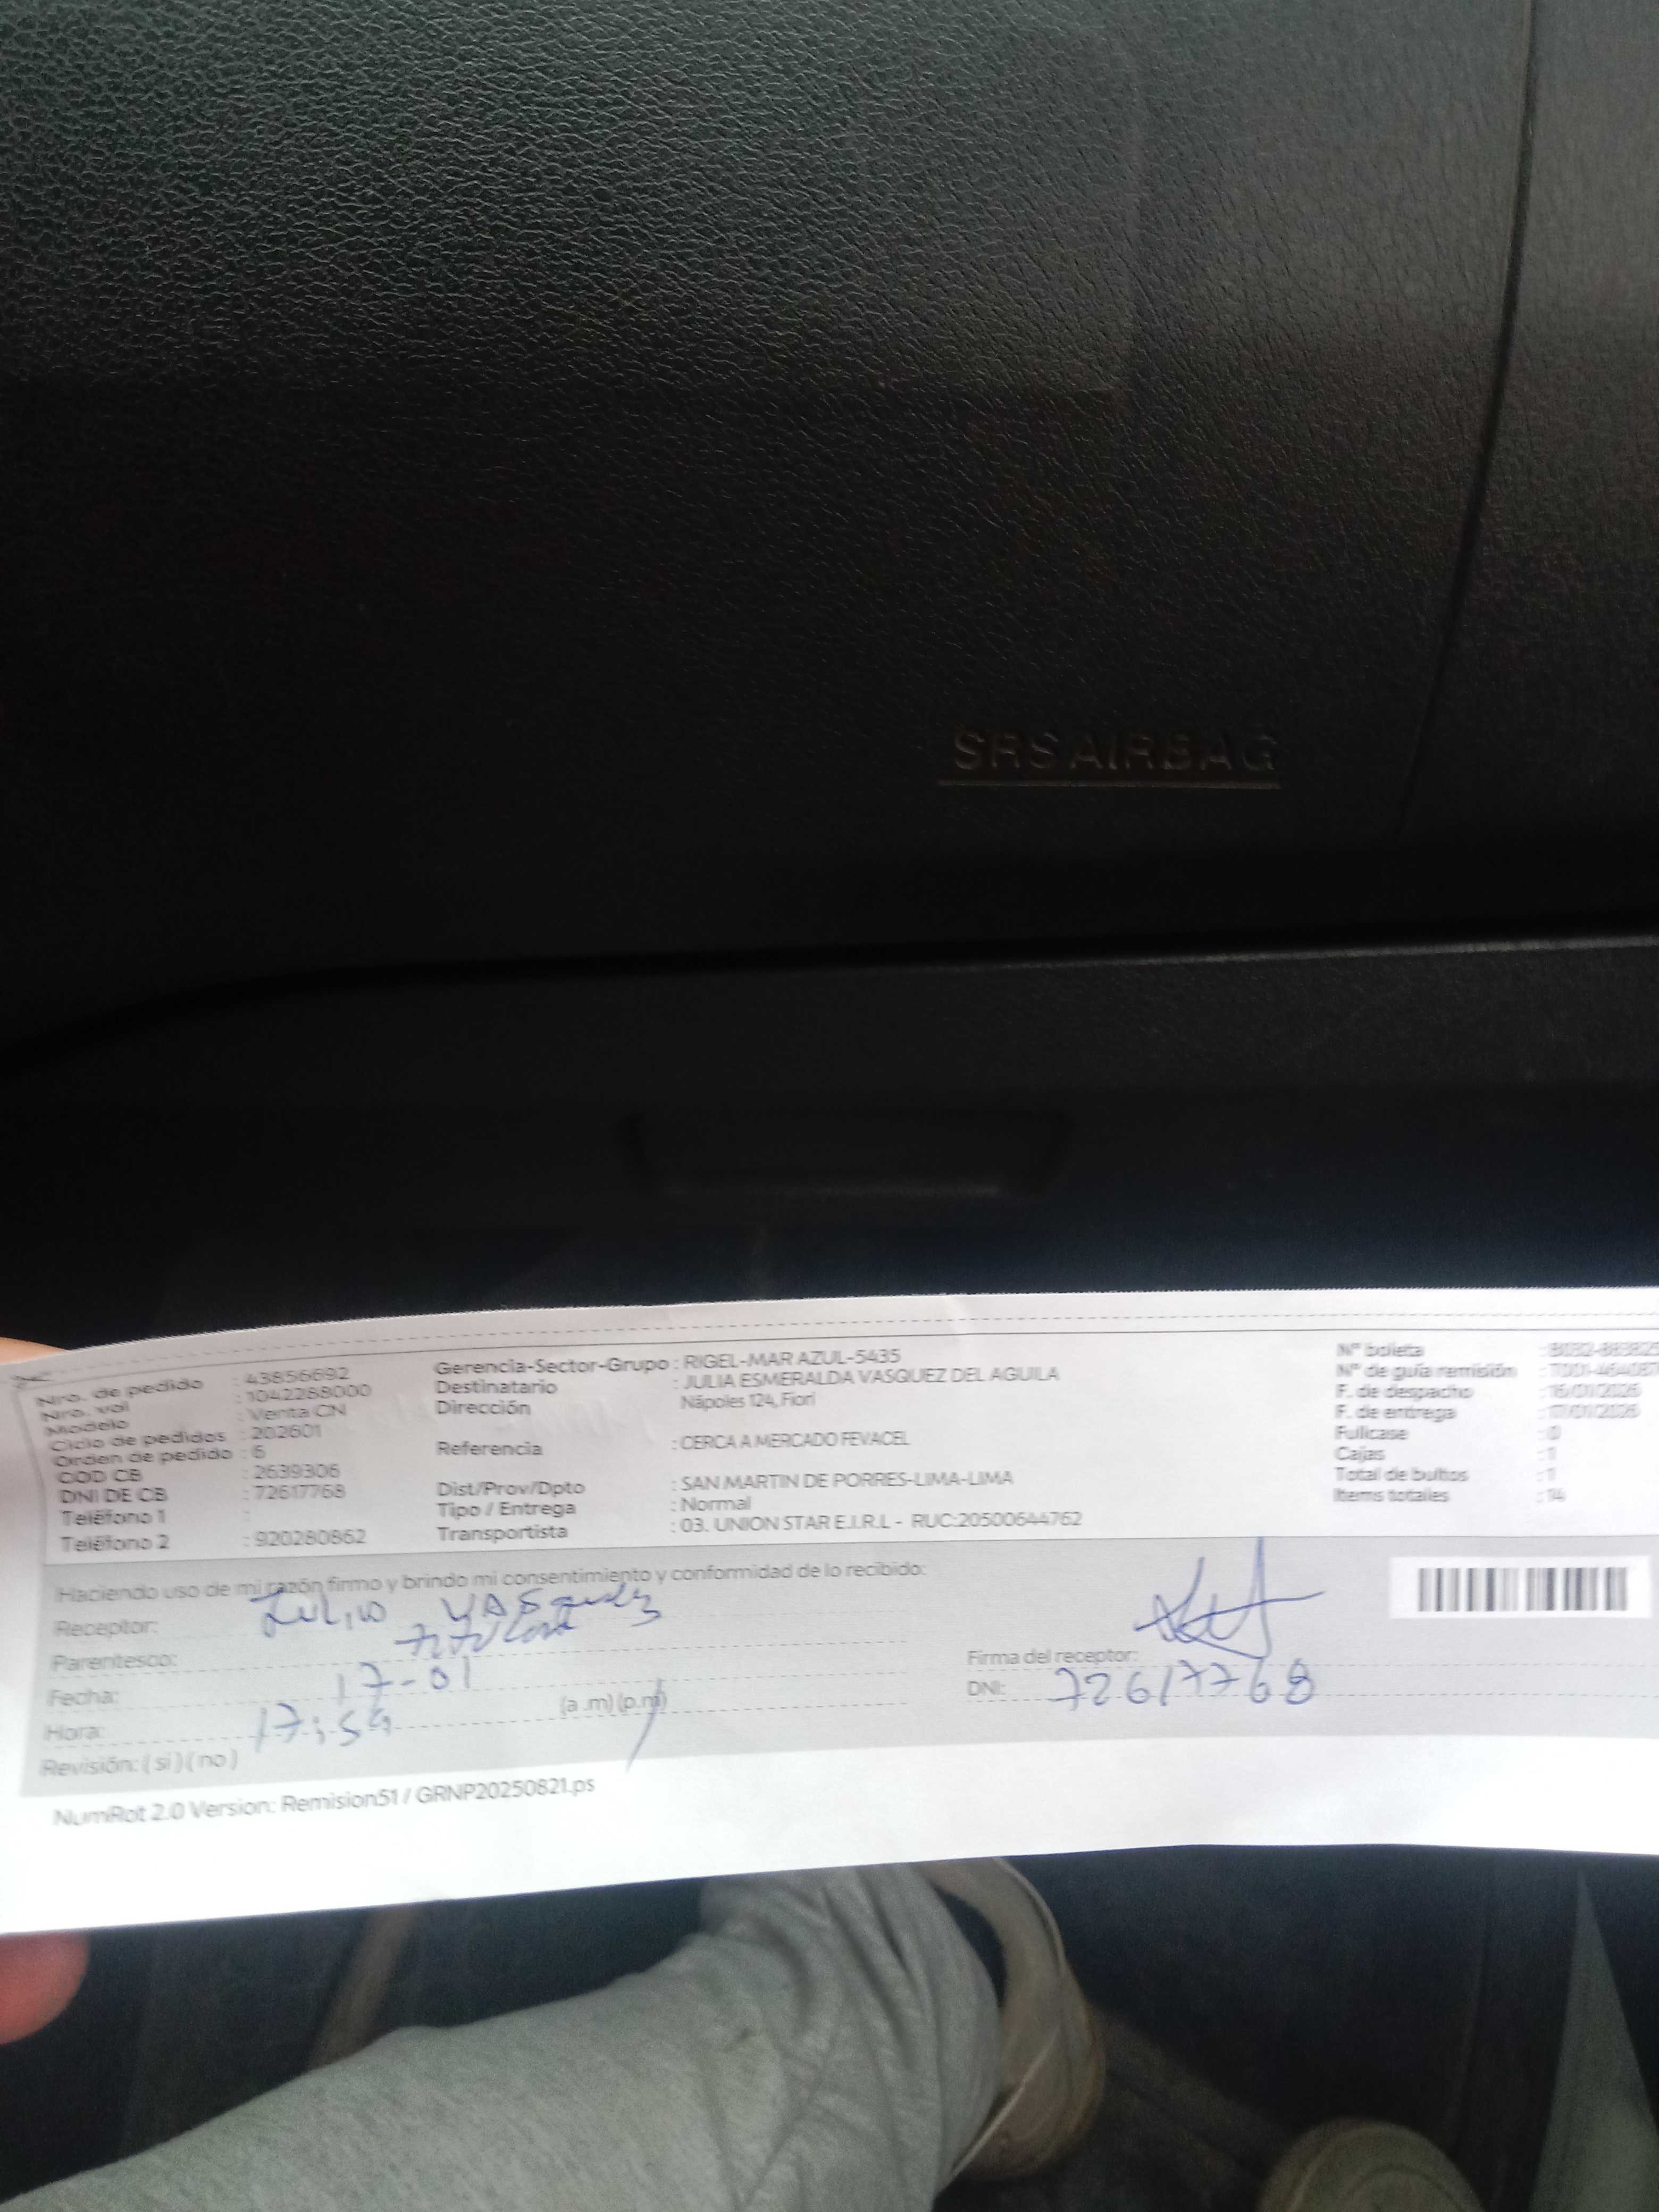 SRS AIRBAG
Nro. de pedido : 43856692
Nro. val : 1042288000
Modelo : Venta CN
Ciclo de pedidos : 202601
Orden de pedido : 6
COD CB : 2639306
DNI DE CB : 72617768
Teléfono 1 :
Teléfono 2 : 920280862
Gerencia-Sector-Grupo : RIGEL-MAR AZUL-5435
Destinatario : JULIA ESMERALDA VASQUEZ DEL AGUILA
Dirección Nápoles 124, Fiori
Referencia : CERCA A MERCADO FEVACEL
Dist/Prov/Dpto : SAN MARTIN DE PORRES-LIMA-LIMA
Tipo / Entrega : Normal
Transportista : 03. UNION STAR E.I.R.L - RUC:20500644762
N° boleta
N° de guía remisión
F. de despacho : 16/01/2026
F. de entrega : 17/01/2026
Fullcase : 0
Cajas : 1
Total de bultos : 1
Items totales : 14
Haciendo uso de mi razón firmo y brindo mi consentimiento y conformidad de lo recibido:
Receptor: VASquez
Parentesco:
Fecha: 17-01
Hora: 17:54 (a .m) (p.m)
Revisión: ( si ) ( no )
Firma del receptor:
DNI: 72617768
NumRot 2.0 Version: Remision51 / GRNP20250821.ps